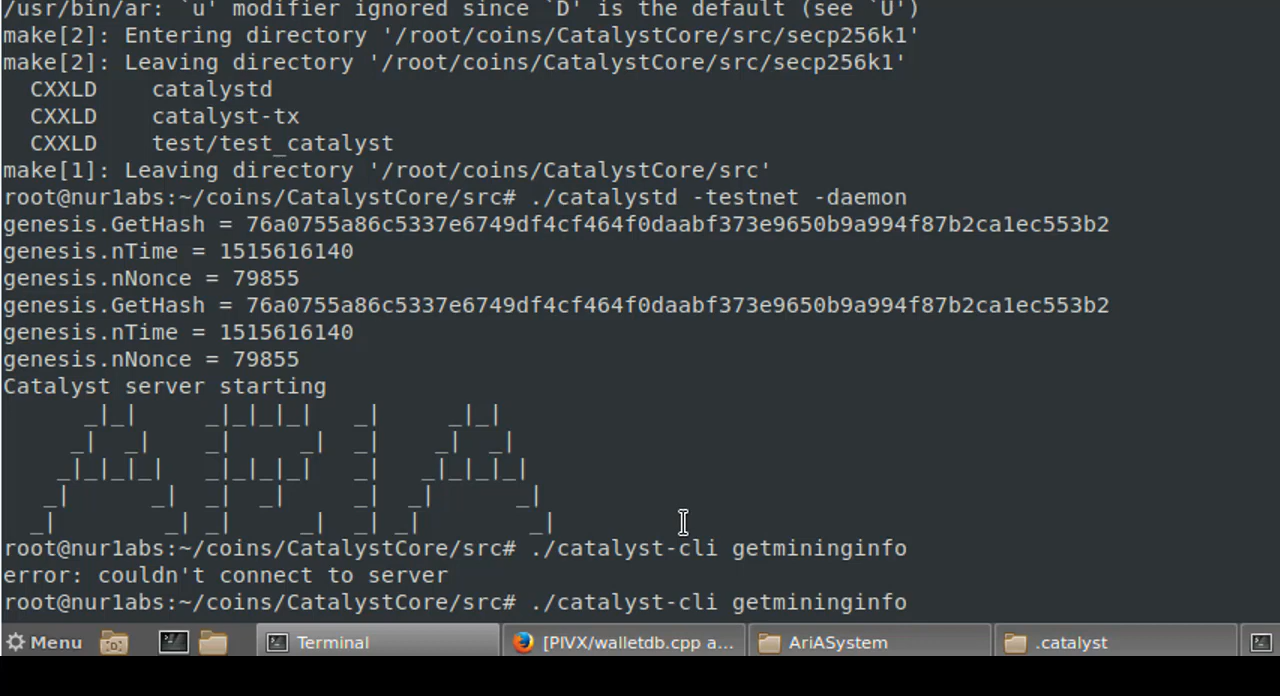 /usr/bin/ar: `u' modifier ignored since `D' is the default (see `U')
make[2]: Entering directory '/root/coins/CatalystCore/src/secp256k1'
make[2]: Leaving directory '/root/coins/CatalystCore/src/secp256k1'
  CXXLD    catalystd
  CXXLD    catalyst-tx
  CXXLD    test/test_catalyst
make[1]: Leaving directory '/root/coins/CatalystCore/src'
root@nur1abs:~/coins/CatalystCore/src# ./catalystd -testnet -daemon
genesis.GetHash = 76a0755a86c5337e6749df4cf464f0daabf373e9650b9a994f87b2ca1ec553b2
genesis.nTime = 1515616140
genesis.nNonce = 79855
genesis.GetHash = 76a0755a86c5337e6749df4cf464f0daabf373e9650b9a994f87b2ca1ec553b2
genesis.nTime = 1515616140
genesis.nNonce = 79855
Catalyst server starting
ARIA
root@nur1abs:~/coins/CatalystCore/src# ./catalyst-cli getmininginfo
error: couldn't connect to server
root@nur1abs:~/coins/CatalystCore/src# ./catalyst-cli getmininginfo
Menu Terminal [PIVX/walletdb.cpp a... AriASystem .catalyst